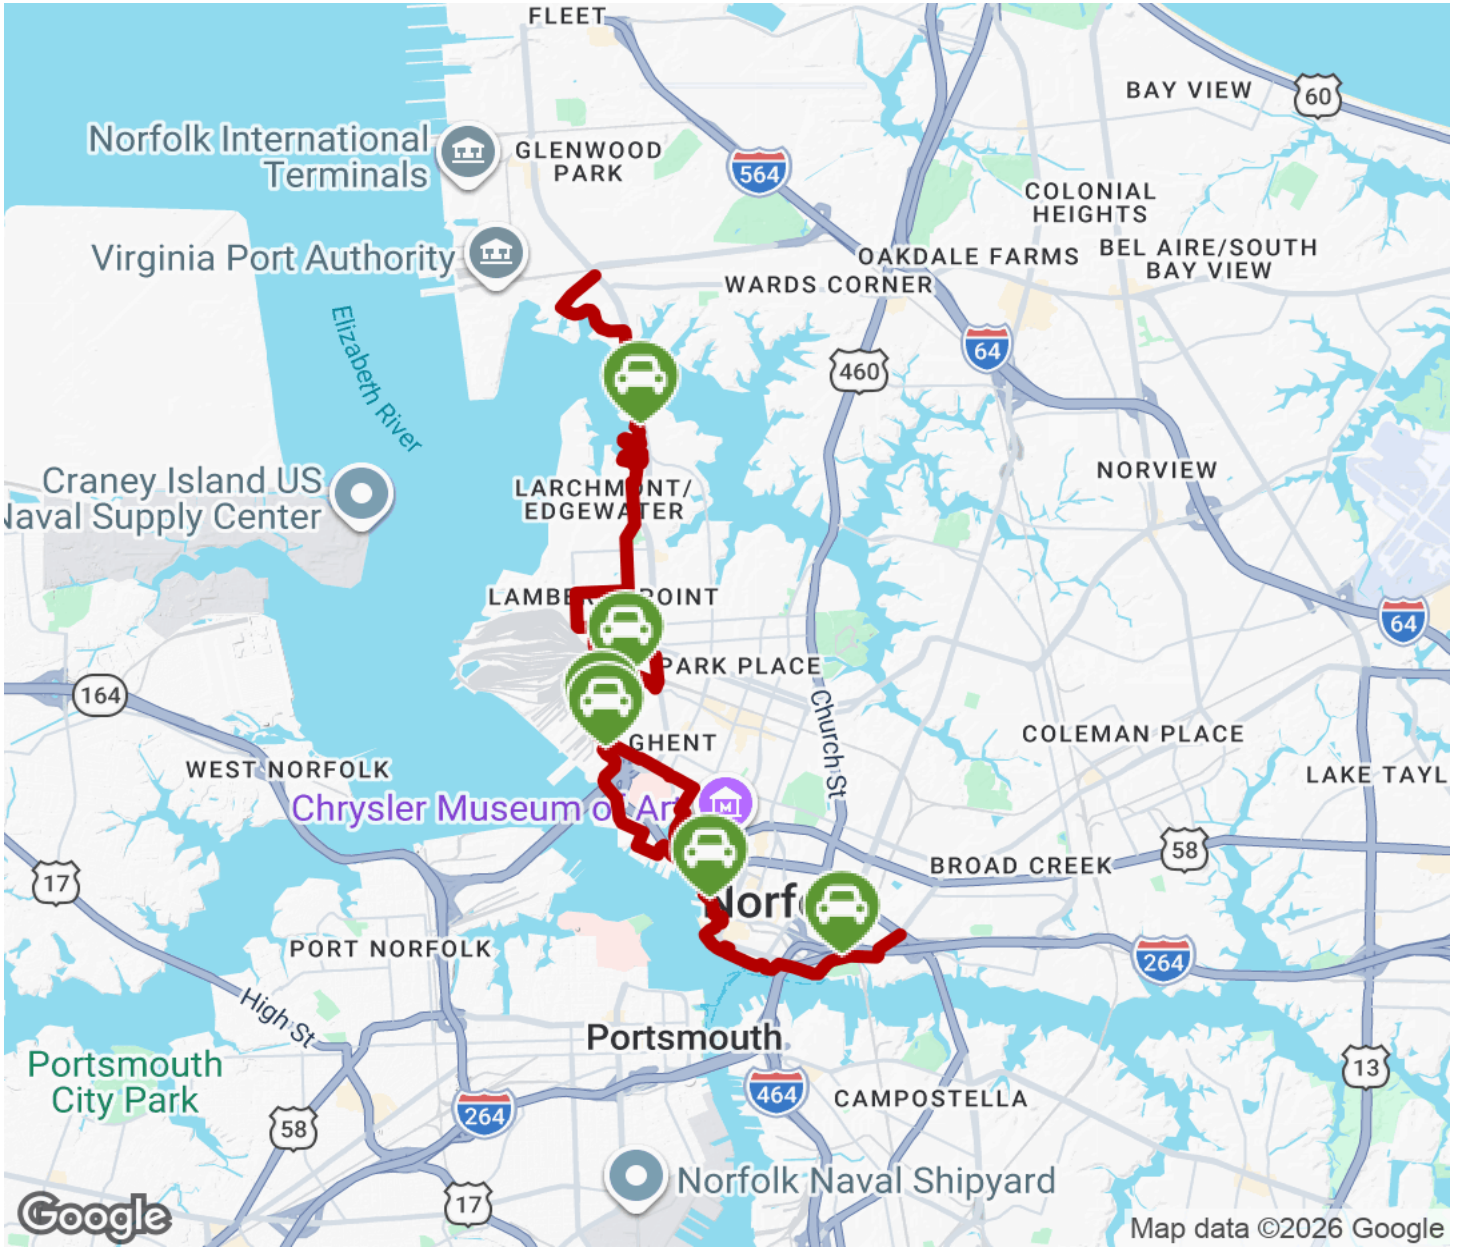 FLEET
BAY VIEW
60
Norfolk International
Terminals
GLENWOOD
PARK
564
COLONIAL
HEIGHTS
Virginia Port Authority
OAKDALE FARMS
BEL AIRE/SOUTH
BAY VIEW
WARDS CORNER
Elizabeth River
64
460
NORVIEW
Craney Island US
Naval Supply Center
LARCHMONT/
EDGEWATER
LAMBE
POINT
64
PARK PLACE
164
Church St
GHENT
COLEMAN PLACE
WEST NORFOLK
LAKE TAYL
Chrysler Museum of Art
M
58
BROAD CREEK
17
Norfo
PORT NORFOLK
264
High St
Portsmouth
Portsmouth
City Park
13
464
CAMPOSTELLA
264
58
Norfolk Naval Shipyard
17
Google
Map data ©2026 Google